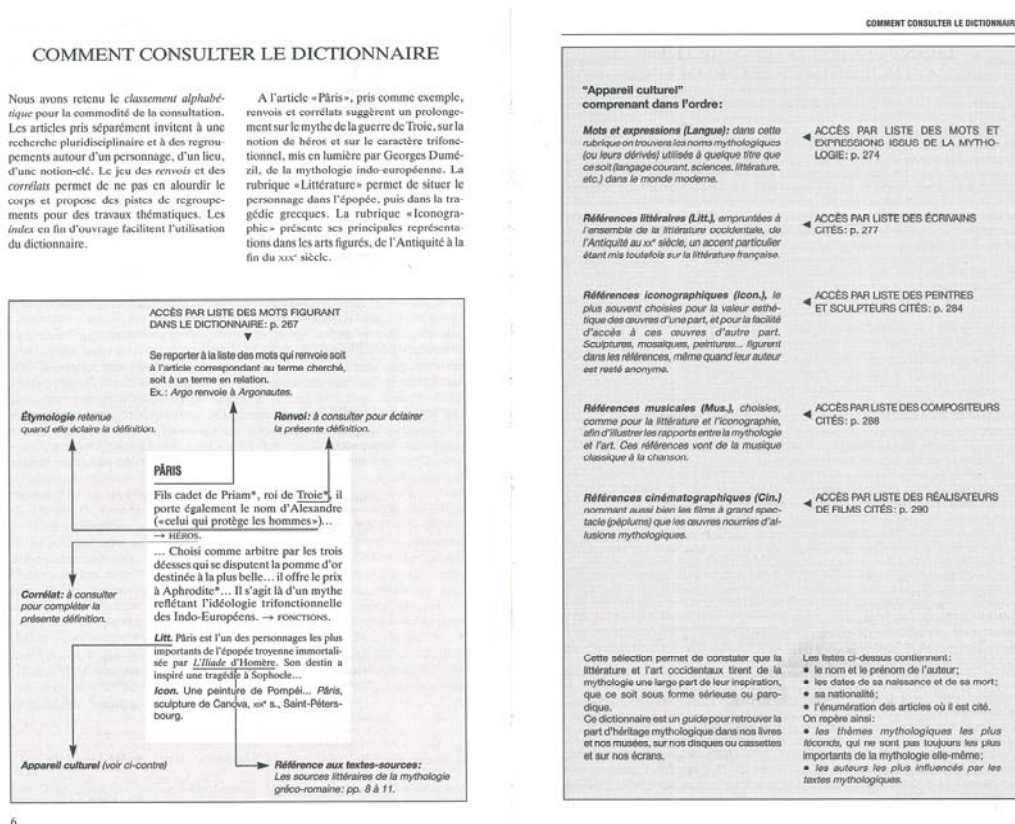 COMMENT CONSULTER LE DICTIONNAIRE
Nous avons retenu le classement alphabé-
tique pour la commodité de la consultation.
Les articles pris séparément invitent à une
recherche pluridisciplinaire et à des regrou-
pements autour d'un personnage, d'un lieu,
d'une notion-clé. Le jeu des renvois et des
corrélats permet de ne pas en alourdir le
corps et propose des pistes de regroupe-
ments pour des travaux thématiques. Les
index en fin d'ouvrage facilitent l'utilisation
du dictionnaire.
A l'article «Pâris», pris comme exemple,
renvois et corrélats suggèrent un prolonge-
ment sur le mythe de la guerre de Troie, sur la
notion de héros et sur le caractère trifonc-
tionnel, mis en lumière par Georges Dumé-
zil, de la mythologie indo-européenne. La
rubrique «Littérature» permet de situer le
personnage dans l'épopée, puis dans la tra-
gédie grecques. La rubrique «Iconogra-
phie» présente ses principales représenta-
tions dans les arts figurés, de l'Antiquité à la
fin du XIXe siècle.
ACCÈS PAR LISTE DES MOTS FIGURANT
DANS LE DICTIONNAIRE: p. 267
Se reporter à la liste des mots qui renvoie soit
à l'article correspondant au terme cherché,
soit à un terme en relation.
Ex.: Argo renvoie à Argonautes.
Étymologie retenue
quand elle éclaire la définition.
Renvoi: à consulter pour éclairer
la présente définition.
PÂRIS
Fils cadet de Priam*, roi de Troie*, il
porte également le nom d'Alexandre
(«celui qui protège les hommes»)...
→ HÉROS.
... Choisi comme arbitre par les trois
déesses qui se disputent la pomme d'or
destinée à la plus belle... il offre le prix
à Aphrodite*... Il s'agit là d'un mythe
reflétant l'idéologie trifonctionnelle
des Indo-Européens. → FONCTIONS.
Corrélat: à consulter
pour compléter la
présente définition.
Litt. Pâris est l'un des personnages les plus
importants de l'épopée troyenne immortali-
sée par L'Iliade d'Homère. Son destin a
inspiré une tragédie à Sophocle...
Icon. Une peinture de Pompéi... Pâris,
sculpture de Canova, XIXe s., Saint-Péters-
bourg.
Appareil culturel (voir ci-contre)
Référence aux textes-sources:
Les sources littéraires de la mythologie
gréco-romaine: pp. 8 à 11.
6
COMMENT CONSULTER LE DICTIONNAIRE
"Appareil culturel"
comprenant dans l'ordre:
Mots et expressions (Langue): dans cette
rubrique on trouvera les noms mythologiques
(ou leurs dérivés) utilisés à quelque titre que
ce soit (langage courant, sciences, littérature,
etc.) dans le monde moderne.
ACCÈS PAR LISTE DES MOTS ET
EXPRESSIONS ISSUS DE LA MYTHO-
LOGIE: p. 274
Références littéraires (Litt.), empruntées à
l'ensemble de la littérature occidentale, de
l'Antiquité au XXe siècle, un accent particulier
étant mis toutefois sur la littérature française.
ACCÈS PAR LISTE DES ÉCRIVAINS
CITÉS: p. 277
Références iconographiques (Icon.), le
plus souvent choisies pour la valeur esthé-
tique des œuvres d'une part, et pour la facilité
d'accès à ces œuvres d'autre part.
Sculptures, mosaïques, peintures... figurent
dans les références, même quand leur auteur
est resté anonyme.
ACCÈS PAR LISTE DES PEINTRES
ET SCULPTEURS CITÉS: p. 284
Références musicales (Mus.), choisies,
comme pour la littérature et l'iconographie,
afin d'illustrer les rapports entre la mythologie
et l'art. Ces références vont de la musique
classique à la chanson.
ACCÈS PAR LISTE DES COMPOSITEURS
CITÉS: p. 288
Références cinématographiques (Cin.)
nommant aussi bien les films à grand spec-
tacle (péplums) que les œuvres nourries d'al-
lusions mythologiques.
ACCÈS PAR LISTE DES RÉALISATEURS
DE FILMS CITÉS: p. 290
Cette sélection permet de constater que la
littérature et l'art occidentaux tirent de la
mythologie une large part de leur inspiration,
que ce soit sous forme sérieuse ou paro-
dique.
Ce dictionnaire est un guide pour retrouver la
part d'héritage mythologique dans nos livres
et nos musées, sur nos disques ou cassettes
et sur nos écrans.
Les listes ci-dessus contiennent:
• le nom et le prénom de l'auteur;
• les dates de sa naissance et de sa mort;
• sa nationalité;
• l'énumération des articles où il est cité.
On repère ainsi:
• les thèmes mythologiques les plus
féconds, qui ne sont pas toujours les plus
importants de la mythologie elle-même;
• les auteurs les plus influencés par les
textes mythologiques.